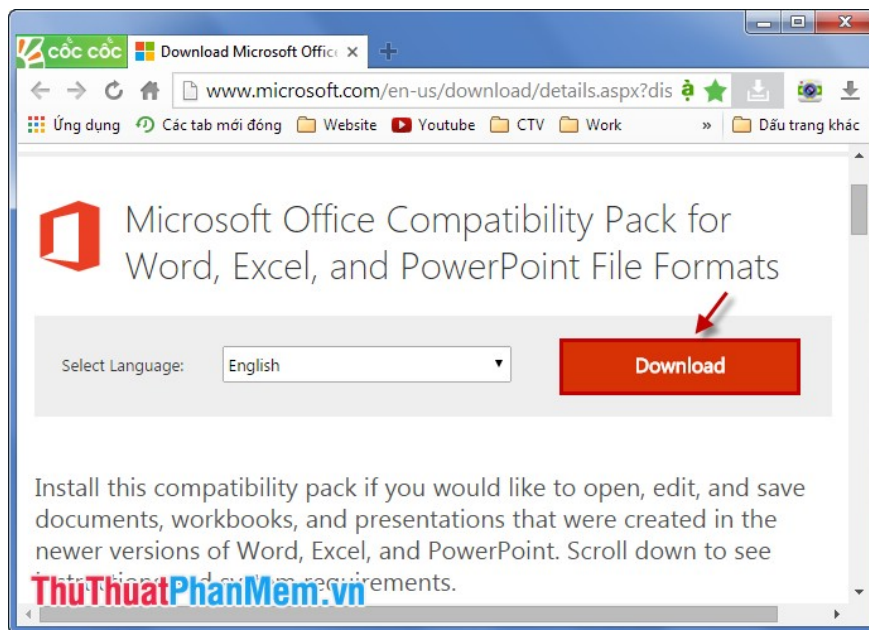 cốc cốc Download Microsoft Offic
www.microsoft.com/en-us/download/details.aspx?dis ạ̉
Ứng dụng Các tab mới đóng Website Youtube CTV Work » Dấu trang khác
Microsoft Office Compatibility Pack for
Word, Excel, and PowerPoint File Formats
Select Language: English Download
Install this compatibility pack if you would like to open, edit, and save
documents, workbooks, and presentations that were created in the
newer versions of Word, Excel, and PowerPoint. Scroll down to see
requirements.
ThuThuatPhanMem.vn